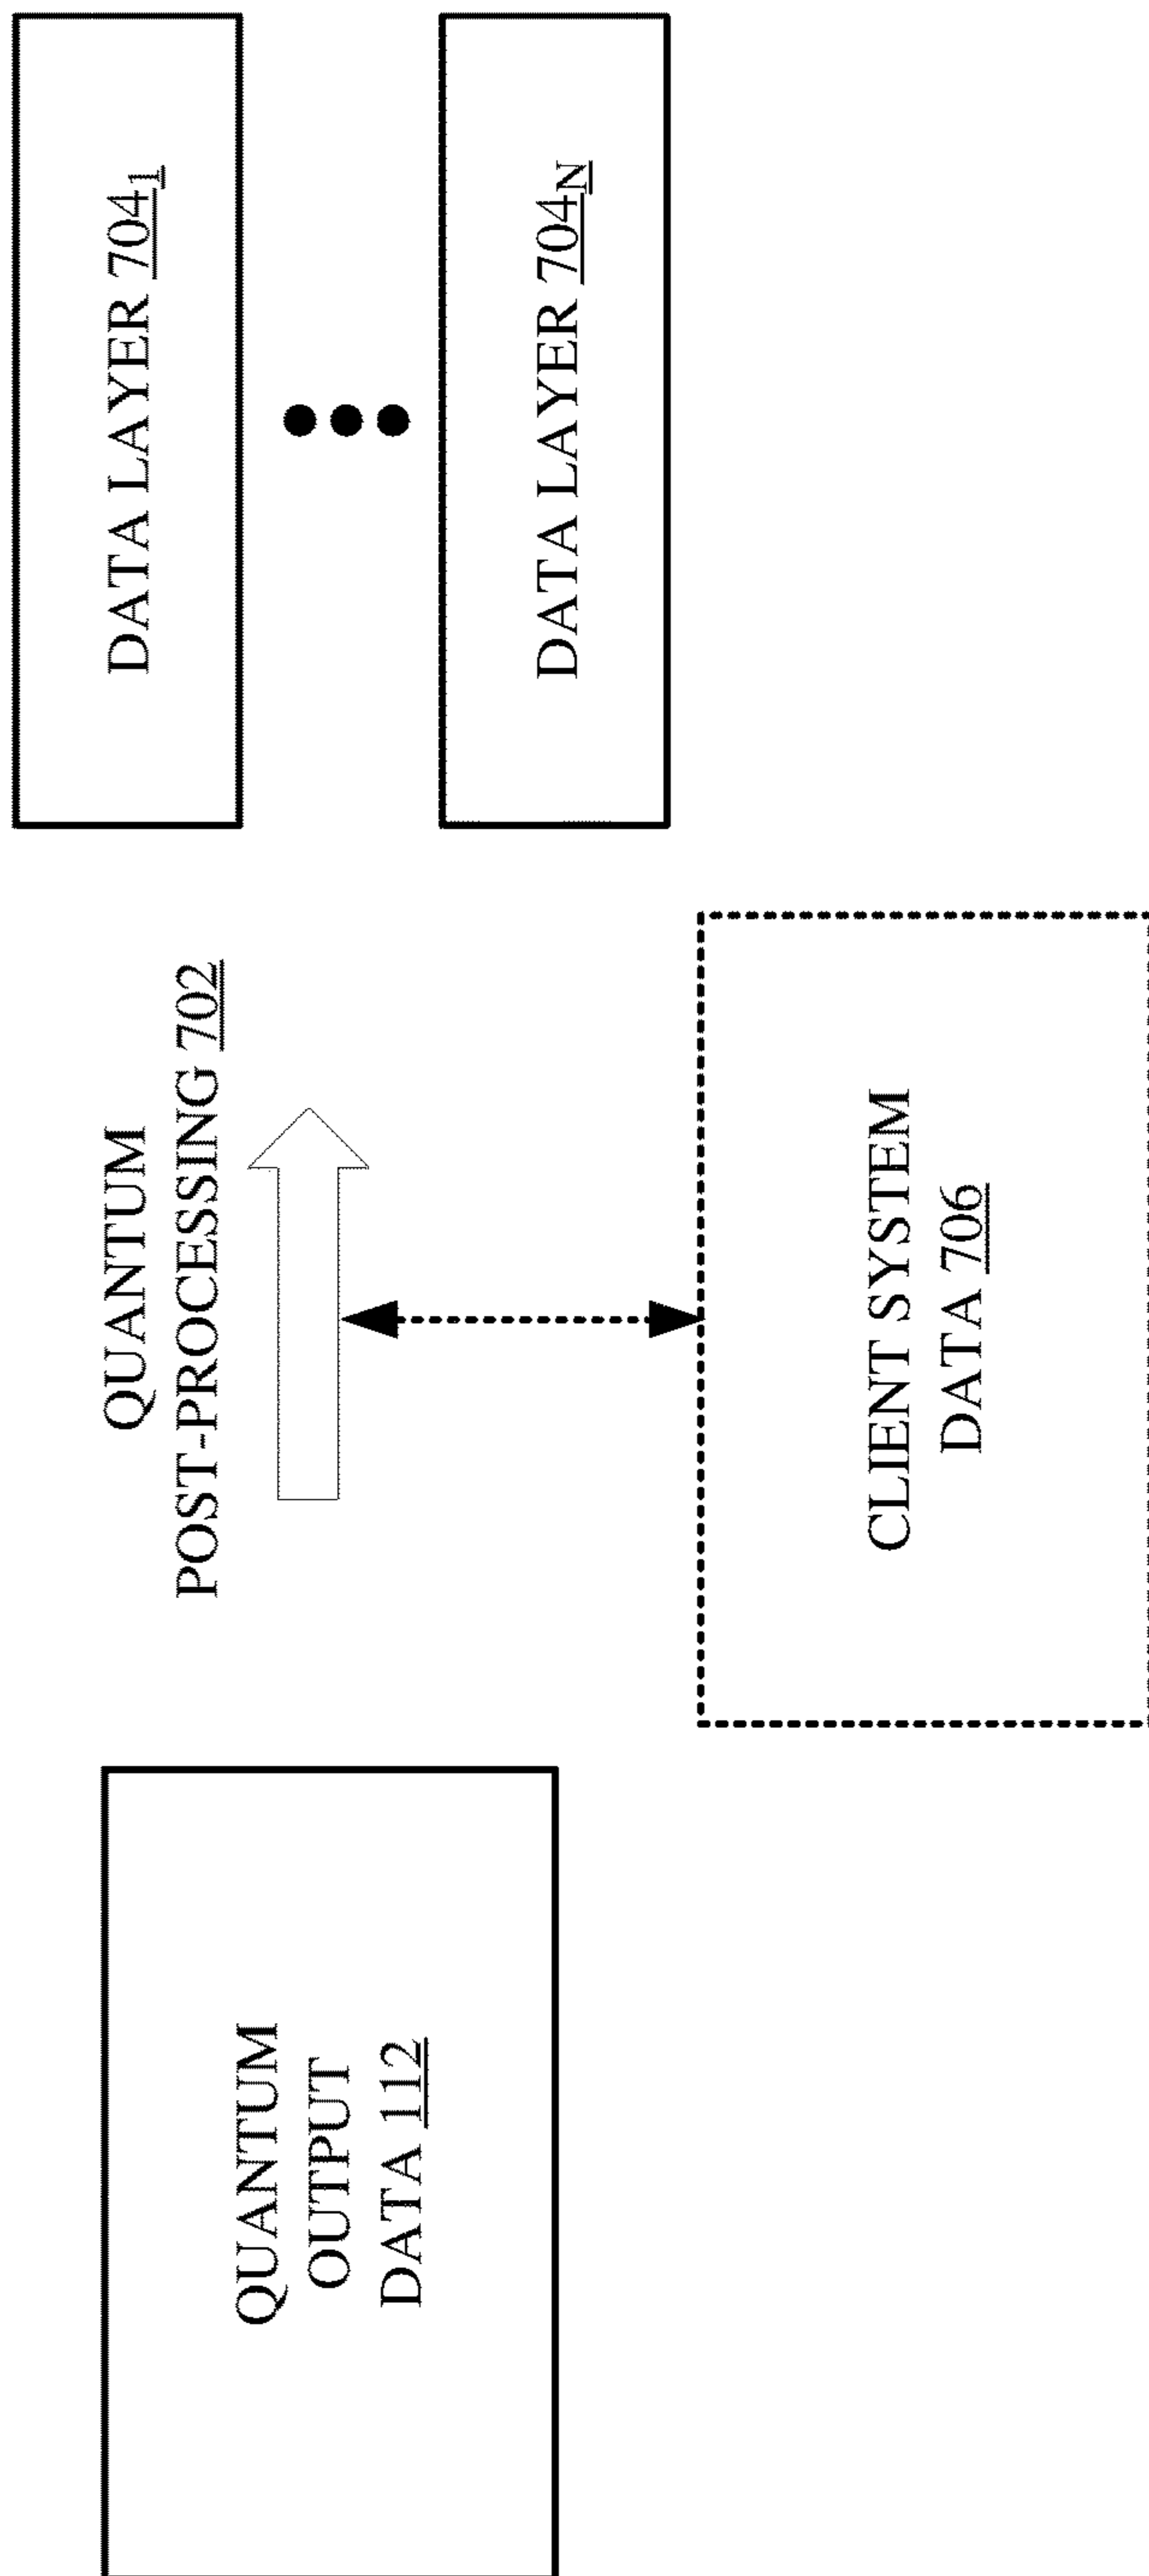 QUANTUM
OUTPUT
DATA 112
QUANTUM
POST-PROCESSING 702
CLIENT SYSTEM
DATA 706
DATA LAYER 704₁
DATA LAYER 704N